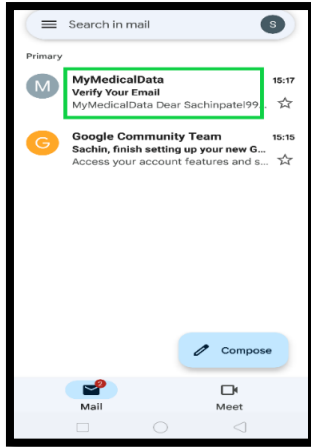 Search in mail
S
Primary
M
MyMedicalData 15:17
Verify Your Email
MyMedicalData Dear Sachinpatel99...
G
Google Community Team 15:15
Sachin, finish setting up your new G...
Access your account features and s...
Compose
2
Mail Meet